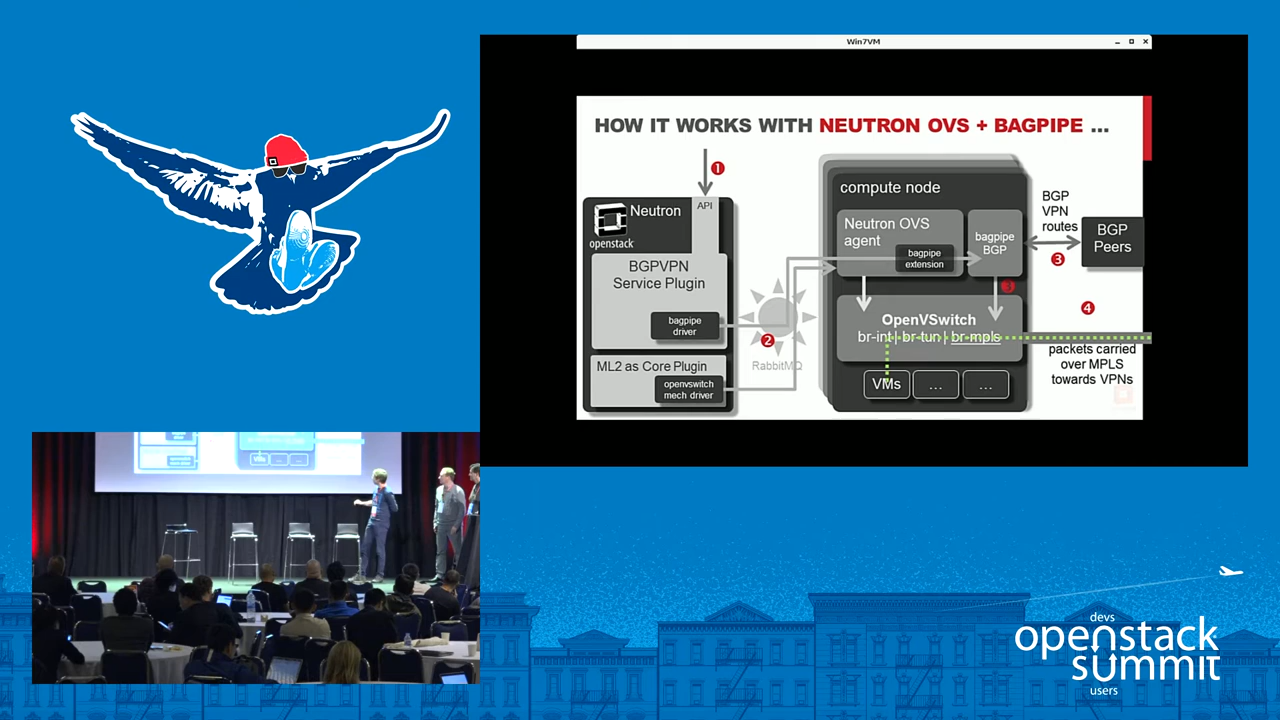 Win7VM
HOW IT WORKS WITH NEUTRON OVS + BAGPIPE ...
1
API
Neutron
openstack
BGPVPN
Service Plugin
bagpipe
driver
ML2 as Core Plugin
openvswitch
mech driver
2
RabbitMQ
compute node
Neutron OVS
agent
bagpipe
extension
bagpipe
BGP
3
OpenVSwitch
br-int | br-tun | br-mpls
VMs
...
...
BGP
VPN
routes
3
BGP
Peers
4
packets carried
over MPLS
towards VPNs
devs
openstack
summit
users